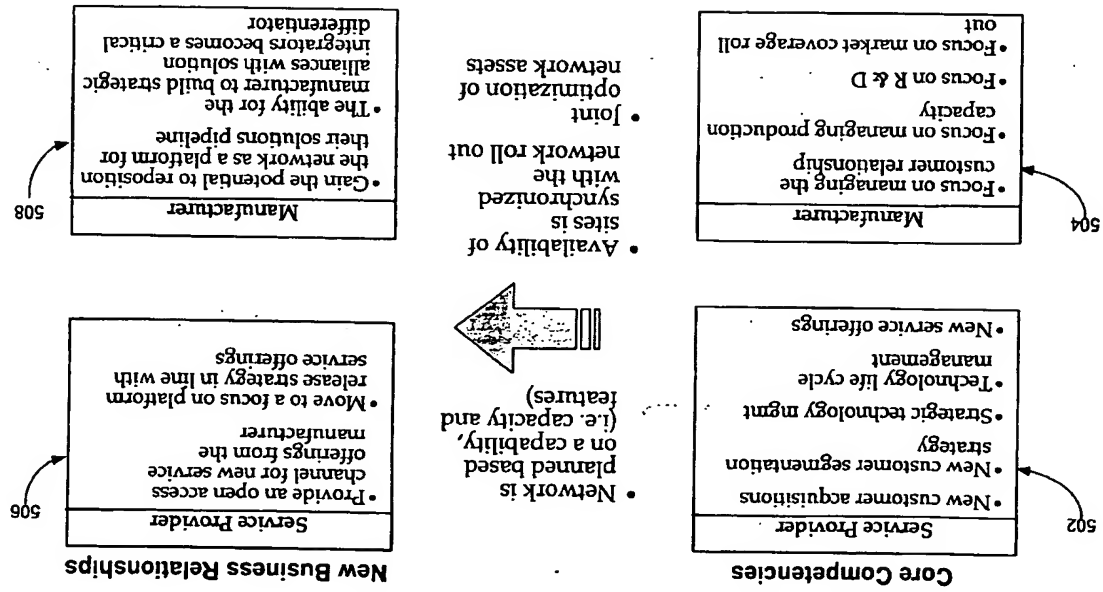 Core Competencies
502
Service Provider
• New customer acquisitions
• New customer segmentation
strategy
• Strategic technology mgmt
• Technology life cycle
management
• New service offerings
504
Manufacturer
• Focus on managing the
customer relationship
• Focus on managing production
capacity
• Focus on R & D
• Focus on market coverage roll
out
• Network is
planned based
on a capability,
(i.e. capacity and
features)
• Availability of
sites is
synchronized
with the
network roll out
• Joint
optimization of
network assets
New Business Relationships
Service Provider
• Provide an open access
channel for new service
offerings from the
manufacturer
• Move to a focus on platform
release strategy in line with
service offerings
506
Manufacturer
• Gain the potential to reposition
the network as a platform for
their solutions pipeline
• The ability for the
manufacturer to build strategic
alliances with solution
integrators becomes a critical
differentiator
508